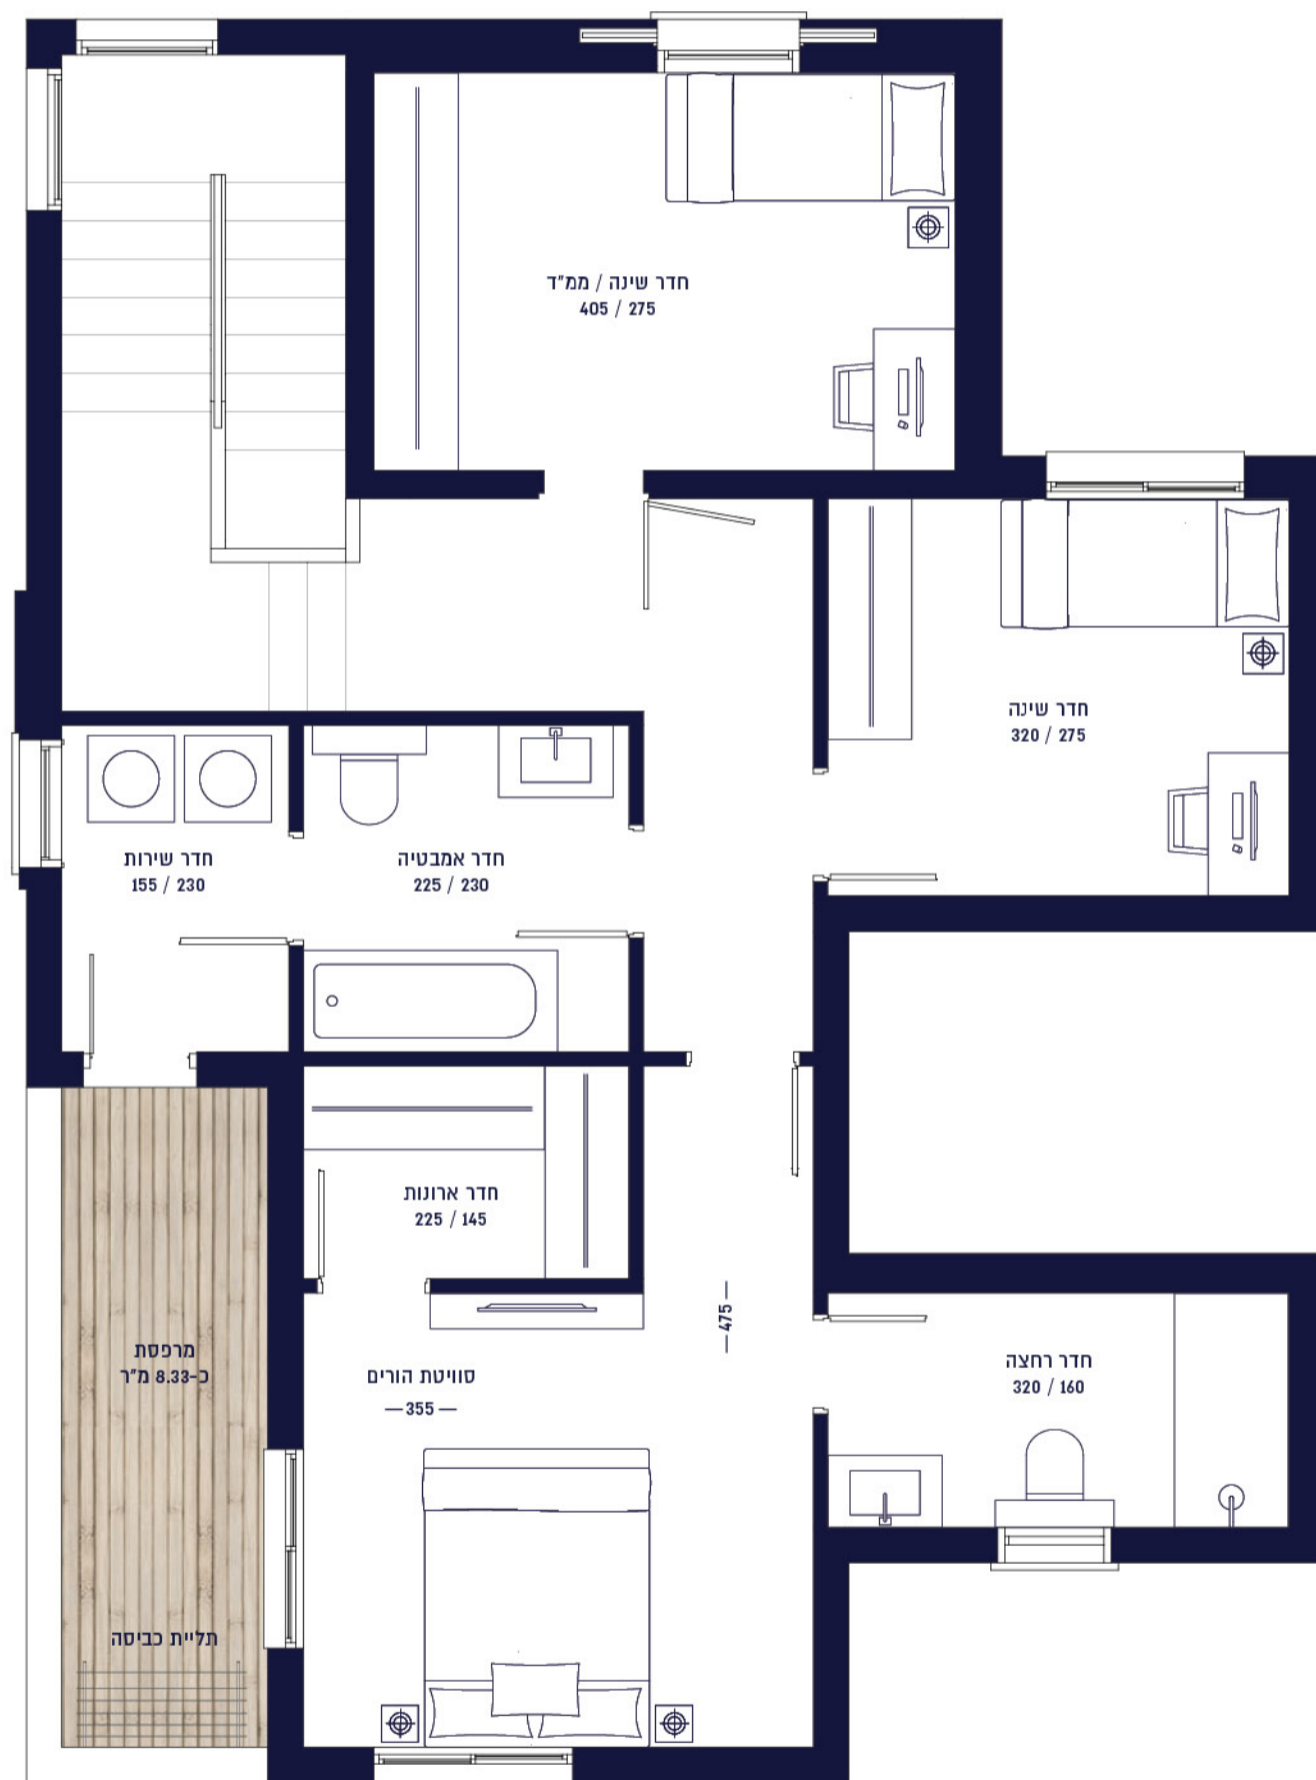 חדר שינה / ממ"ד
405 / 275
חדר שינה
320 / 275
חדר אמבטיה
225 / 230
חדר שירות
155 / 230
חדר ארונות
225 / 145
—475—
סוויטת הורים
—355—
חדר רחצה
320 / 160
מרפסת
כ-8.33 מ"ר
תליית כביסה